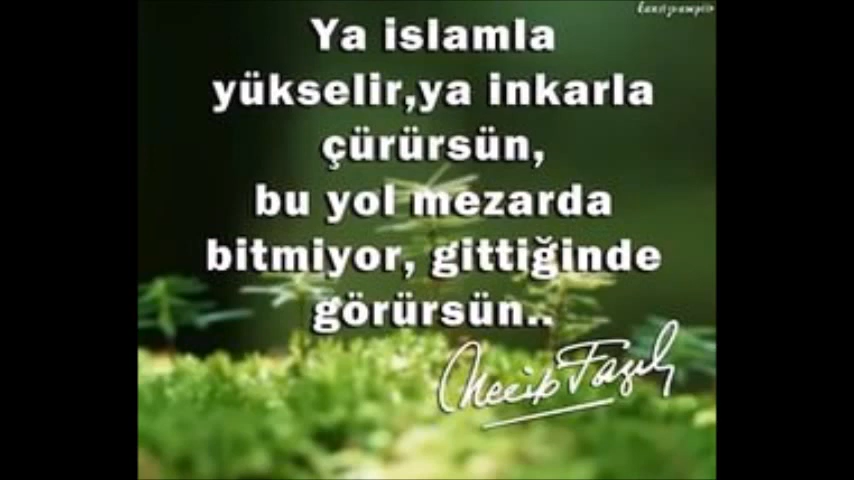 Ya islamla
yükselir,ya inkarla
çürürsün,
bu yol mezarda
bitmiyor, gittiğinde
görürsün..
Necip Fazıl